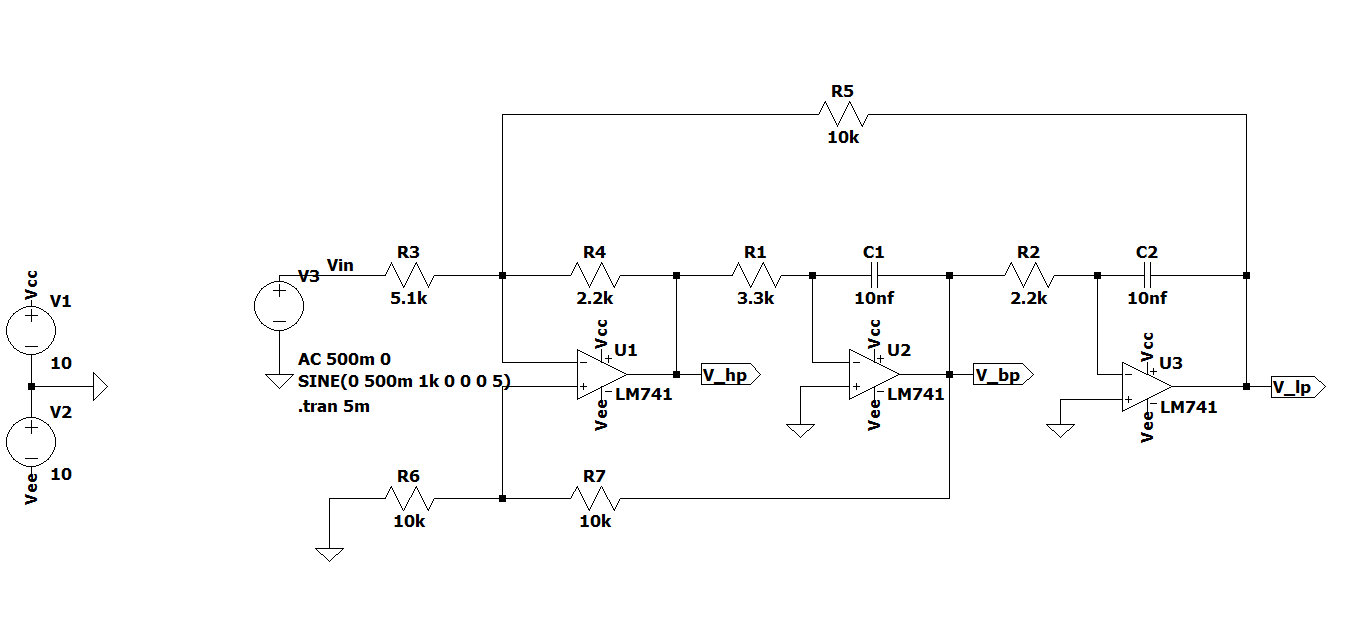 R5
10k
R3
R4
R1
C1
R2
C2
Vin
V3
5.1k
2.2k
3.3k
10nf
2.2k
10nf
Vcc
V1
10
V2
10
Vee
AC 500m 0
SINE(0 500m 1k 0 0 0 5)
.tran 5m
Vcc
U1
LM741
Vee
V_hp
Vcc
U2
LM741
Vee
V_bp
Vcc
U3
LM741
Vee
V_lp
R6
R7
10k
10k